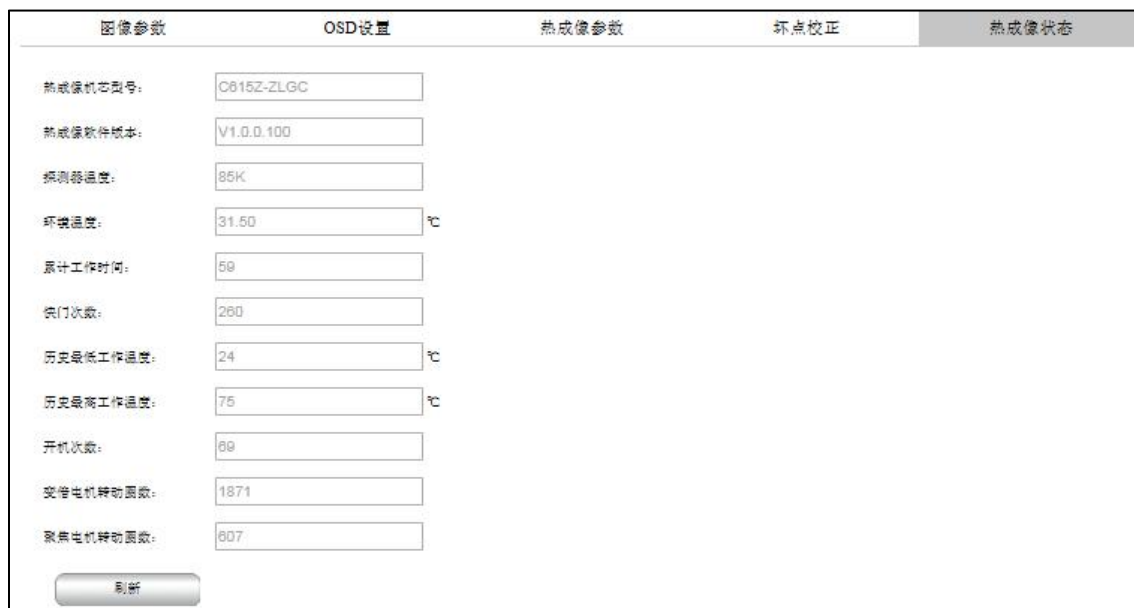 图像参数 OSD设置 热成像参数 坏点校正 热成像状态
热成像机芯型号： C615Z-ZLGC
热成像软件版本： V1.0.0.100
探测器温度： 85K
环境温度： 31.50 ℃
累计工作时间： 59
快门次数： 260
历史最低工作温度： 24 ℃
历史最高工作温度： 75 ℃
开机次数： 69
变倍电机转动圈数： 1871
聚焦电机转动圈数： 607
刷新